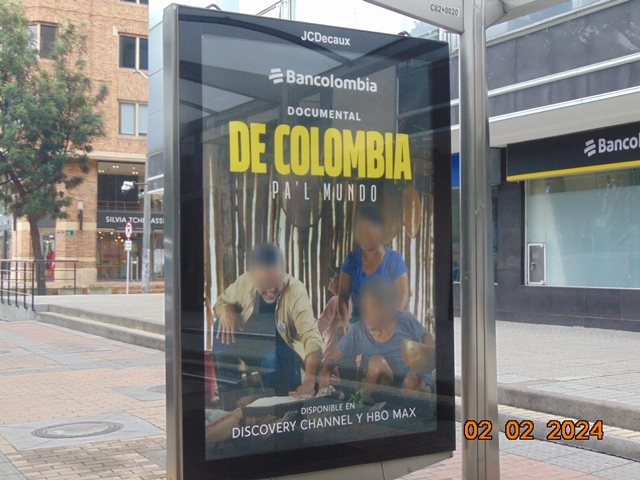 C82+0020
JCDecaux
Bancolombia
DOCUMENTAL
DE COLOMBIA
PA'L MUNDO
DISPONIBLE EN
DISCOVERY CHANNEL Y HBO MAX
SILVIA TCHERASSI
Bancol
02 02 2024